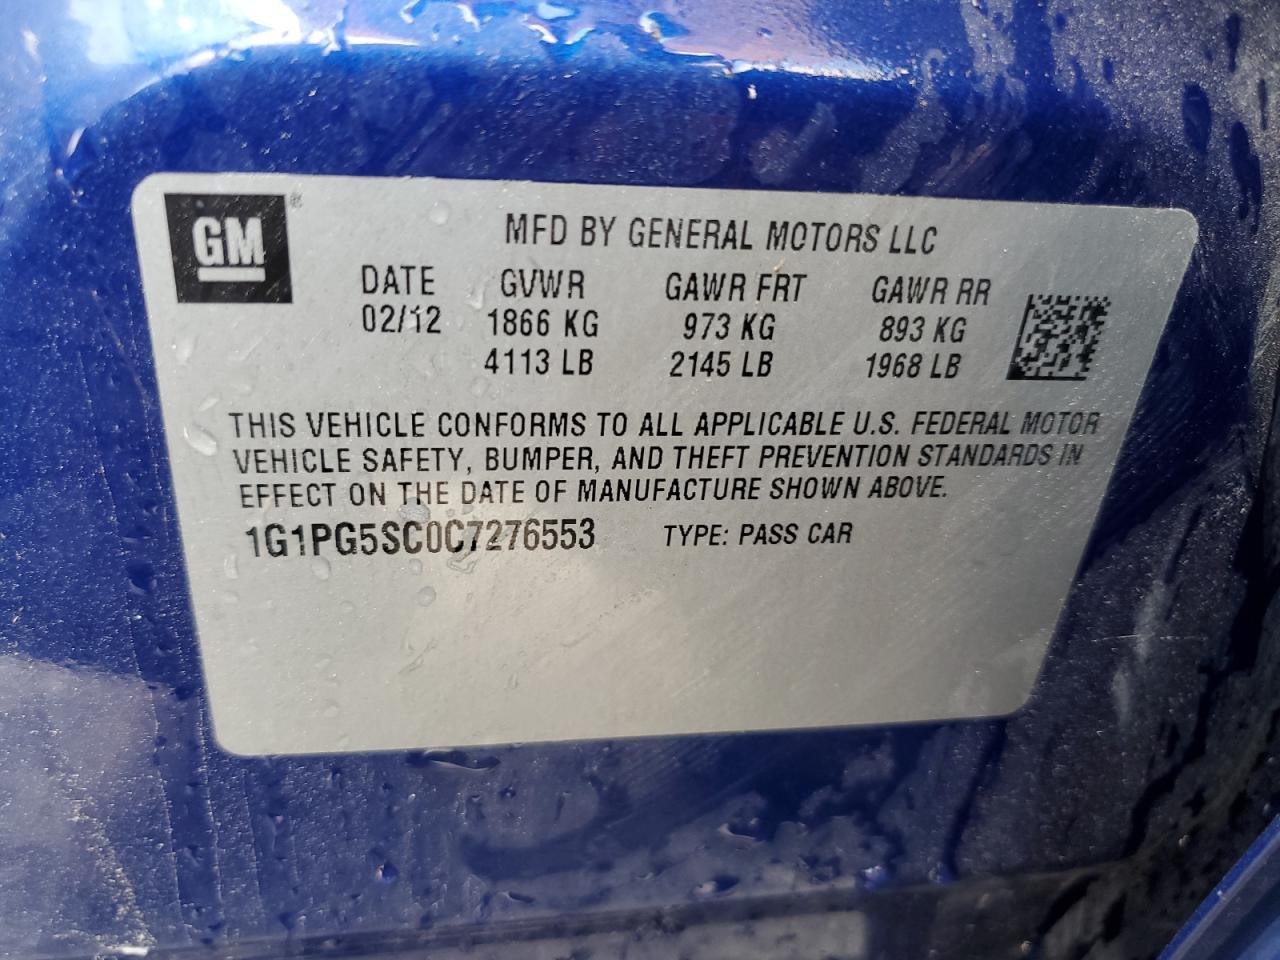 GM®
MFD BY GENERAL MOTORS LLC
DATE GVWR GAWR FRT GAWR RR
02/12 1866 KG 973 KG 893 KG
4113 LB 2145 LB 1968 LB
THIS VEHICLE CONFORMS TO ALL APPLICABLE U.S. FEDERAL MOTOR
VEHICLE SAFETY, BUMPER, AND THEFT PREVENTION STANDARDS IN
EFFECT ON THE DATE OF MANUFACTURE SHOWN ABOVE.
1G1PG5SC0C7276553 TYPE: PASS CAR